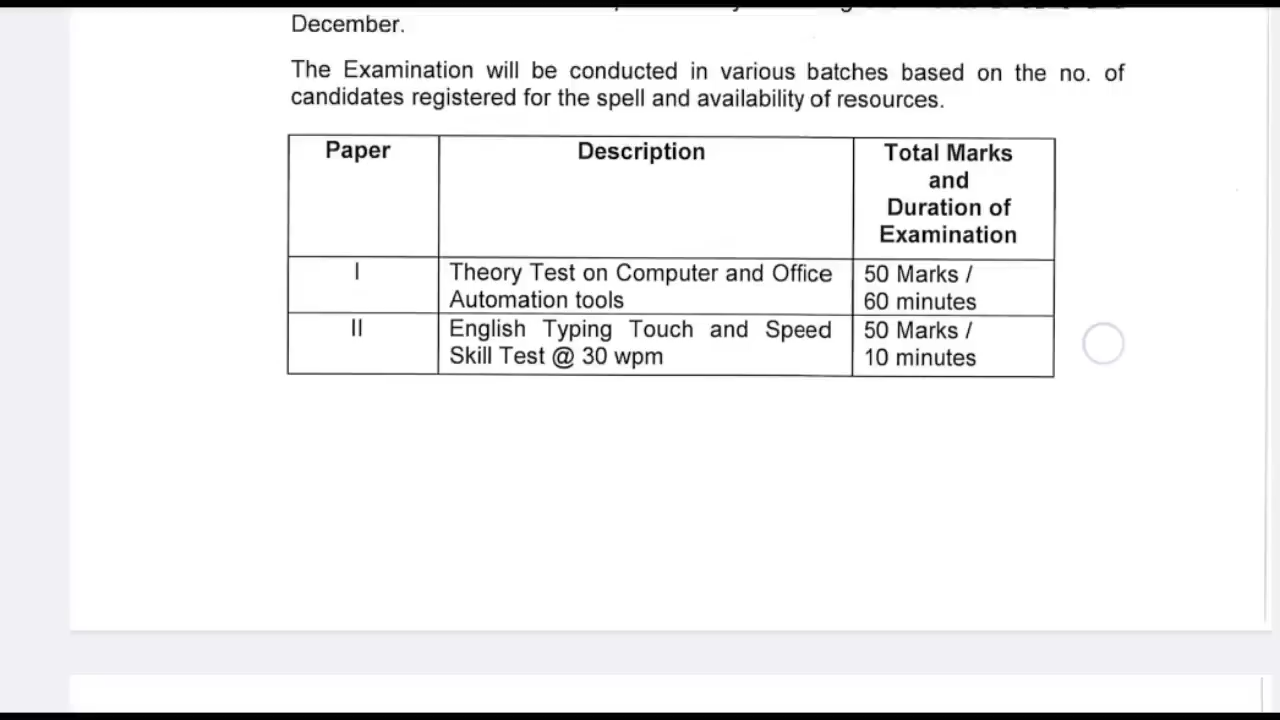 December.
The Examination will be conducted in various batches based on the no. of
candidates registered for the spell and availability of resources.
Paper
Description
Total Marks
and
Duration of
Examination
I
Theory Test on Computer and Office
Automation tools
50 Marks /
60 minutes
II
English Typing Touch and Speed
Skill Test @ 30 wpm
50 Marks /
10 minutes